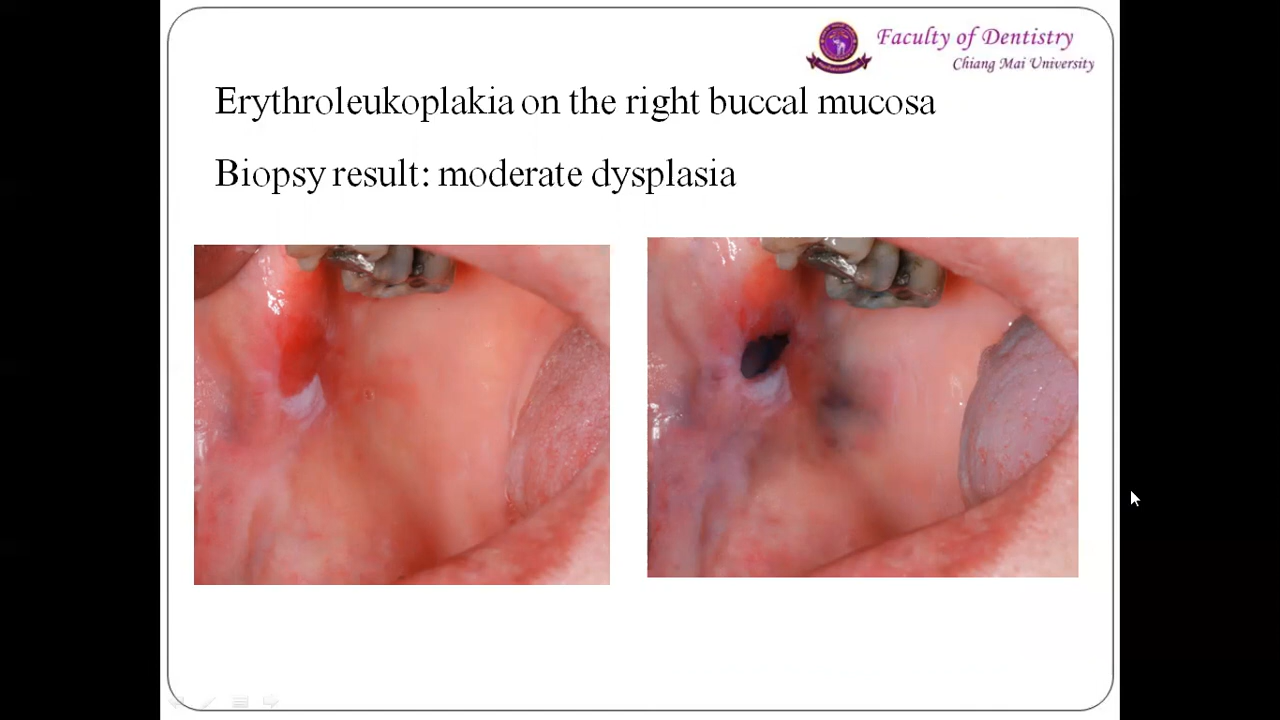 Faculty of Dentistry
Chiang Mai University
Erythroleukoplakia on the right buccal mucosa
Biopsy result: moderate dysplasia